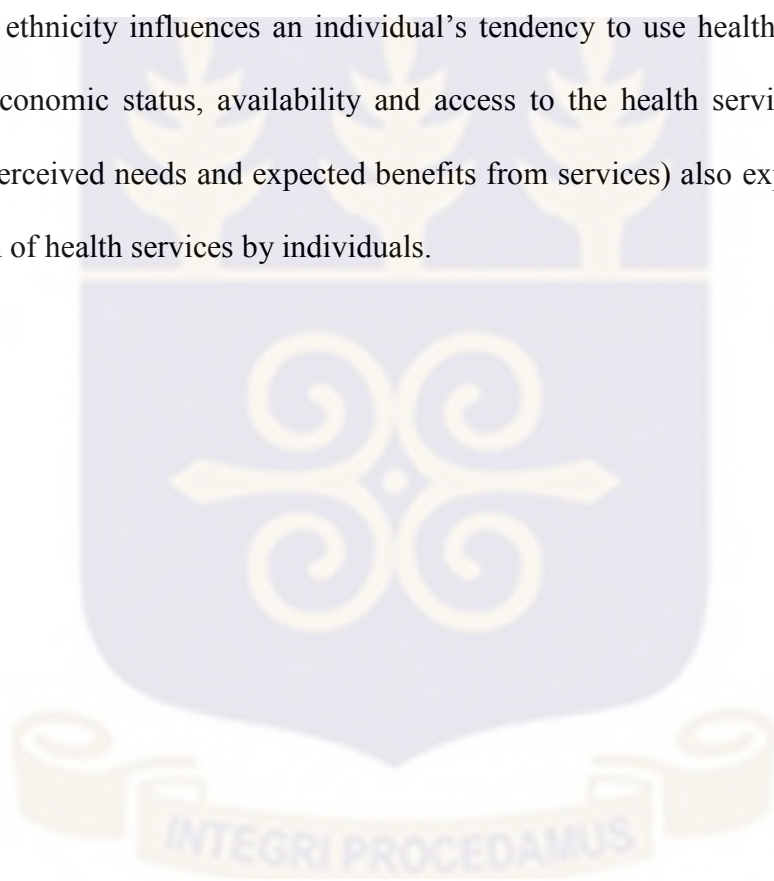 ethnicity influences an individual’s tendency to use health
economic status, availability and access to the health servi
erceived needs and expected benefits from services) also exp
of health services by individuals.
INTEGRI PROCEDAMUS